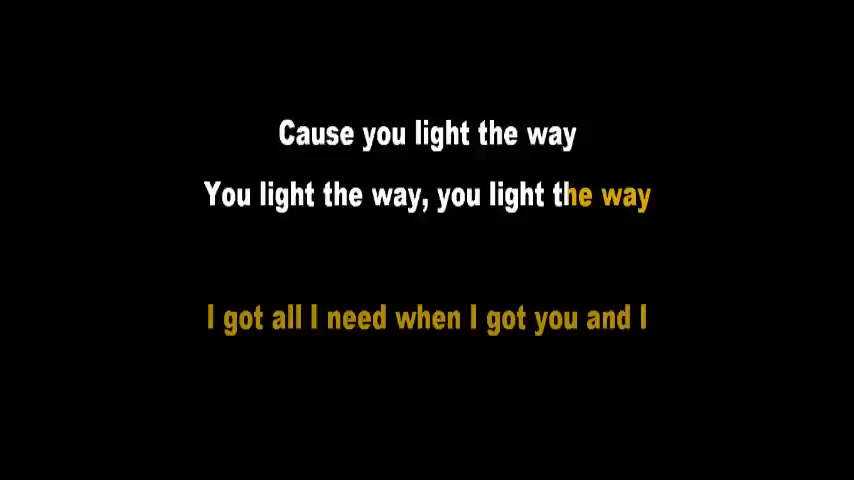 Cause you light the way
You light the way, you light the way
I got all I need when I got you and I